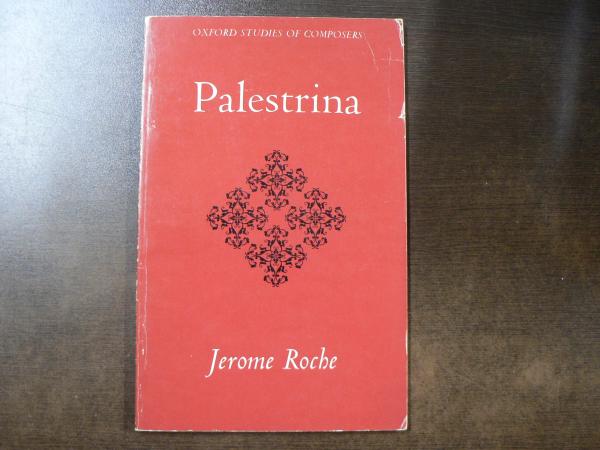 OXFORD STUDIES OF COMPOSERS
Palestrina
Jerome Roche